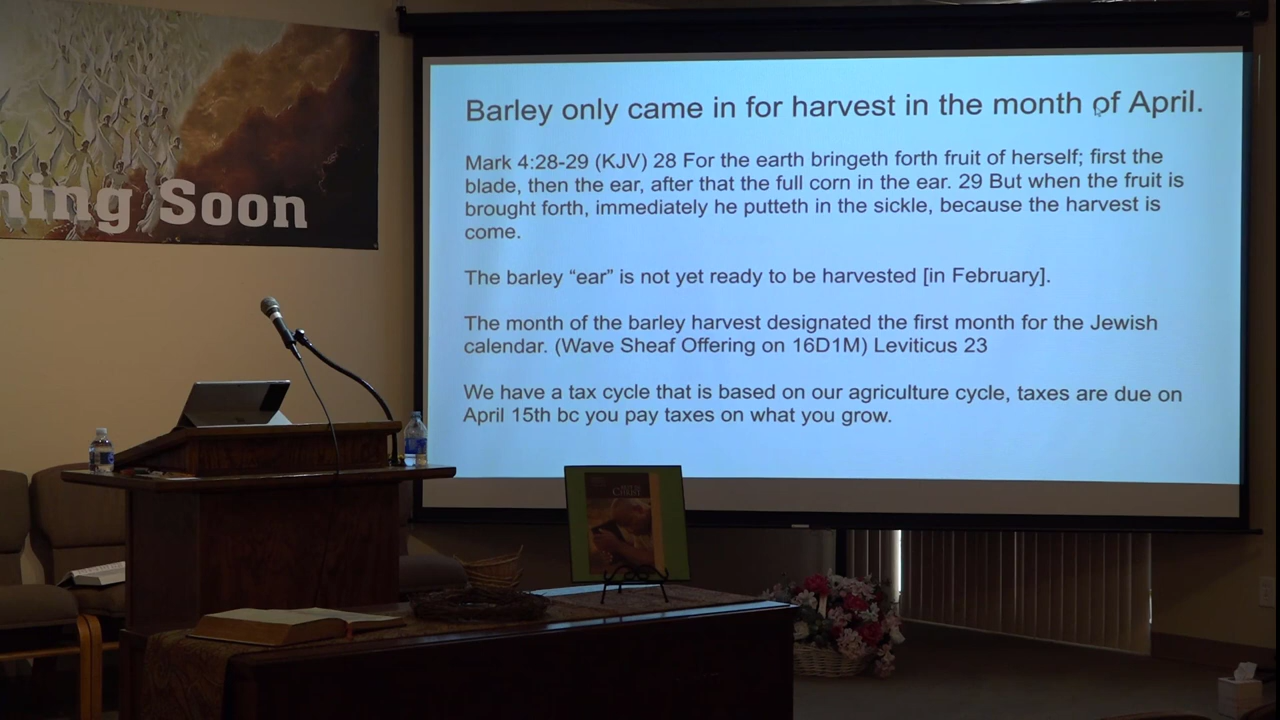 ning Soon
Barley only came in for harvest in the month of April.
Mark 4:28-29 (KJV) 28 For the earth bringeth forth fruit of herself; first the
blade, then the ear, after that the full corn in the ear. 29 But when the fruit is
brought forth, immediately he putteth in the sickle, because the harvest is
come.
The barley “ear” is not yet ready to be harvested [in February].
The month of the barley harvest designated the first month for the Jewish
calendar. (Wave Sheaf Offering on 16D1M) Leviticus 23
We have a tax cycle that is based on our agriculture cycle, taxes are due on
April 15th bc you pay taxes on what you grow.